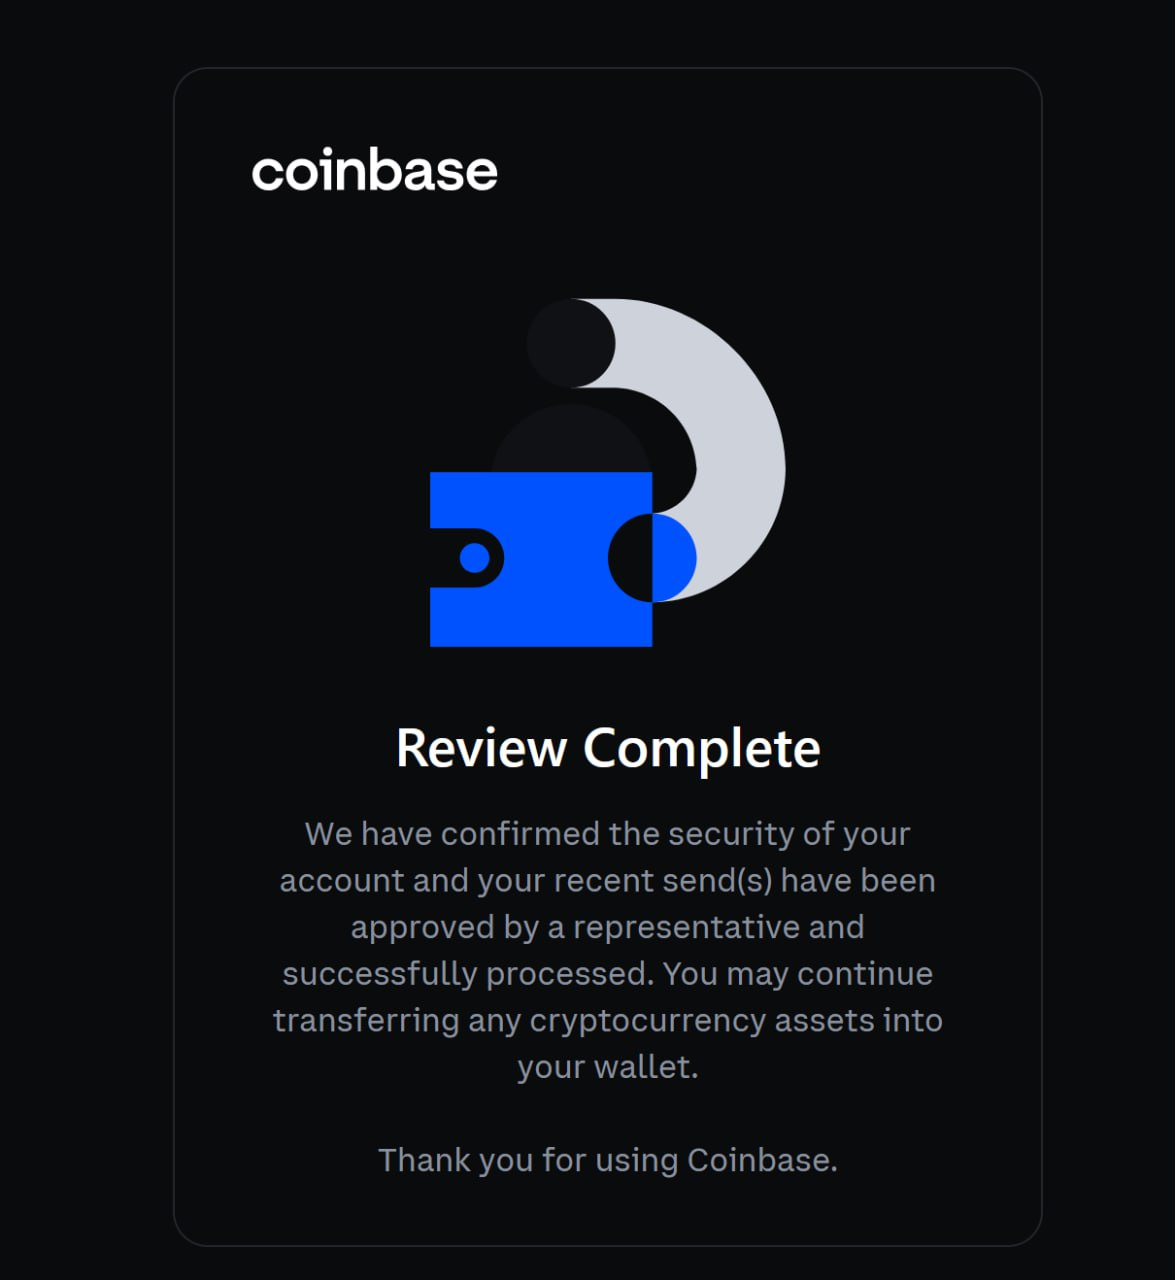 coinbase
Review Complete
We have confirmed the security of your
account and your recent send(s) have been
approved by a representative and
successfully processed. You may continue
transferring any cryptocurrency assets into
your wallet.
Thank you for using Coinbase.